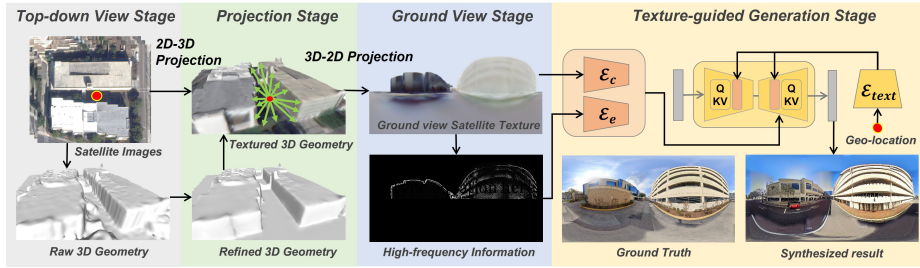 Top-down View Stage
Projection Stage
Ground View Stage
Texture-guided Generation Stage
2D-3D
Projection
3D-2D Projection
Satellite Images
Textured 3D Geometry
Ground view Satellite Texture
Raw 3D Geometry
Refined 3D Geometry
High-frequency Information
ℰc
ℰe
Q
KV
Q
KV
ℰtext
Geo-location
Ground Truth
Synthesized result